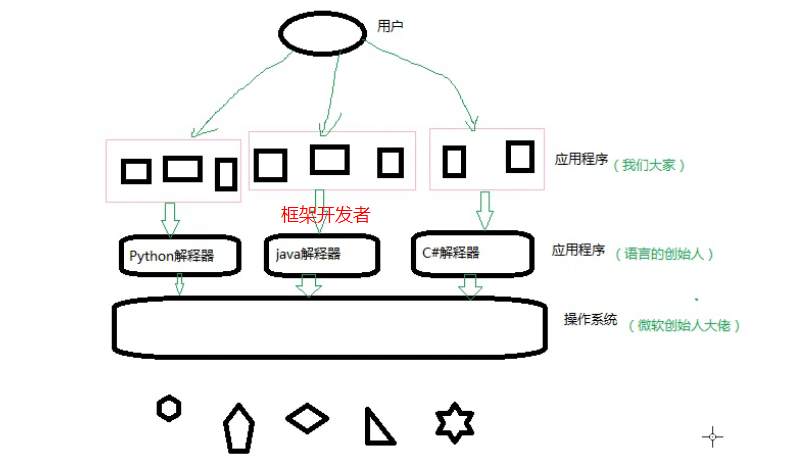 用户
应用程序（我们大家）
框架开发者
Python解释器
java解释器
C#解释器
应用程序（语言的创始人）
操作系统（微软创始人大佬）